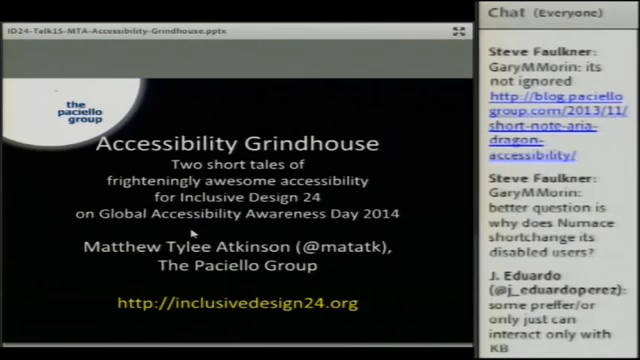 ID24-Talk15-MTA-Accessibility-Grindhouse.pptx
the
paciello
group
Accessibility Grindhouse
Two short tales of
frighteningly awesome accessibility
for Inclusive Design 24
on Global Accessibility Awareness Day 2014
Matthew Tylee Atkinson (@matatk),
The Paciello Group
http://inclusivedesign24.org
Chat (Everyone)
Steve Faulkner:
GaryMMorin: its
not ignored
http://blog.paciello
group.com/2013/11/
short-note-aria-
dragon-
accessibility/
Steve Faulkner:
GaryMMorin:
better question is
why does Numace
shortchange its
disabled users?
J. Eduardo
(@j_eduardoperez):
some preffer/or
only just can
interact only with
KB